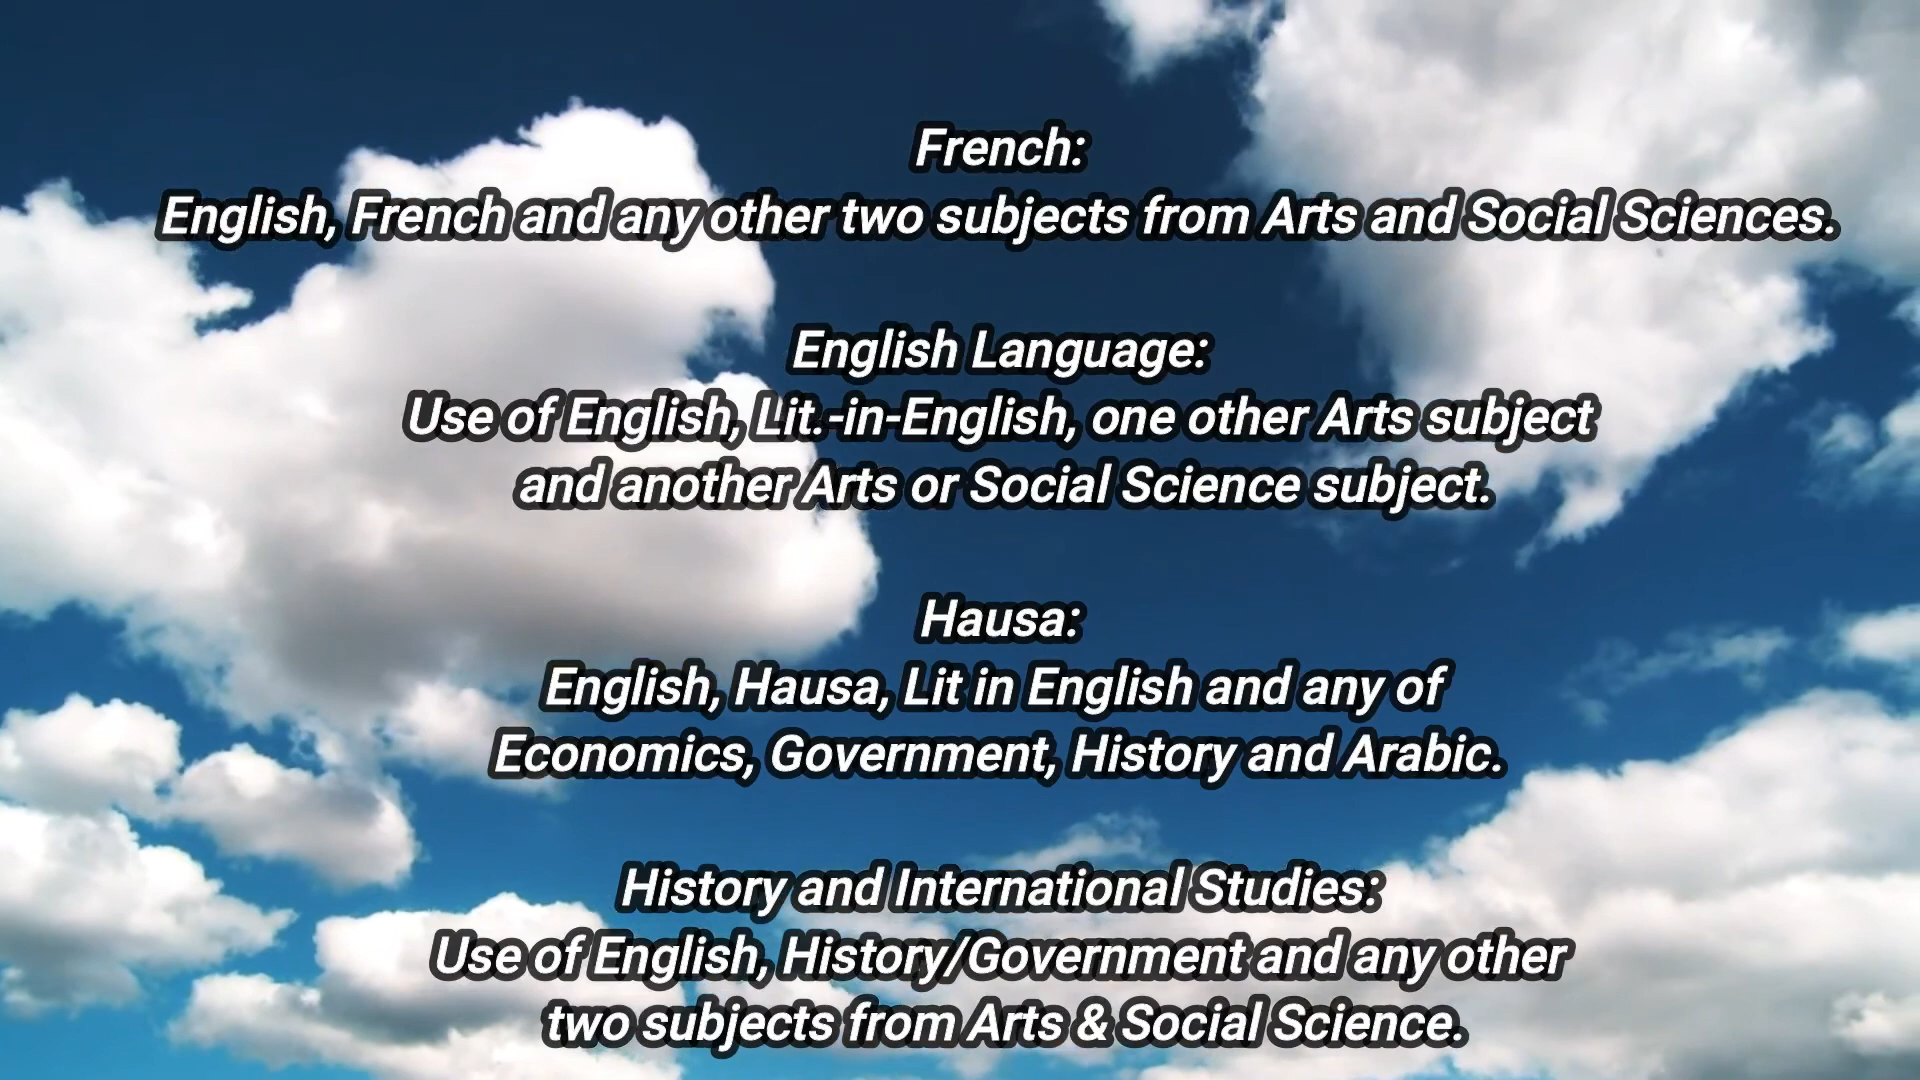 French:
English, French and any other two subjects from Arts and Social Sciences.
English Language:
Use of English, Lit.-in-English, one other Arts subject
and another Arts or Social Science subject.
Hausa:
English, Hausa, Lit in English and any of
Economics, Government, History and Arabic.
History and International Studies:
Use of English, History/Government and any other
two subjects from Arts & Social Science.